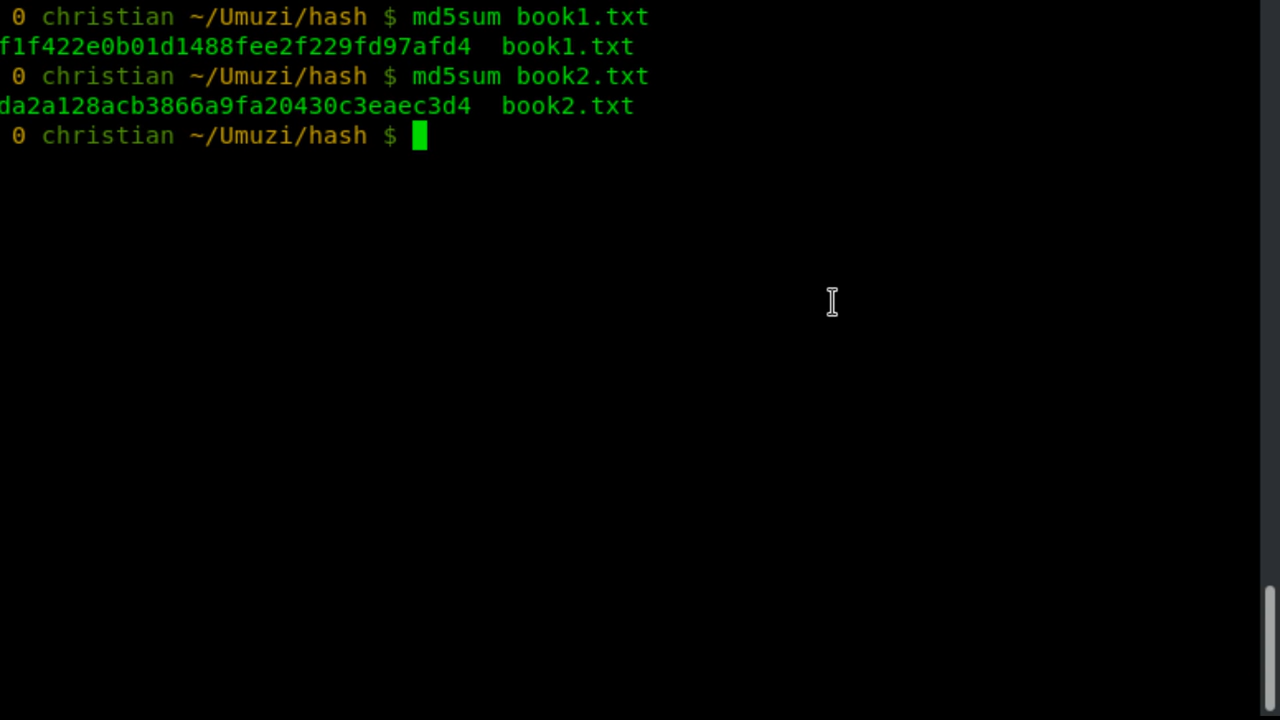 0 christian ~/Umuzi/hash $ md5sum book1.txt
f1f422e0b01d1488fee2f229fd97afd4  book1.txt
0 christian ~/Umuzi/hash $ md5sum book2.txt
da2a128acb3866a9fa20430c3eaec3d4  book2.txt
0 christian ~/Umuzi/hash $